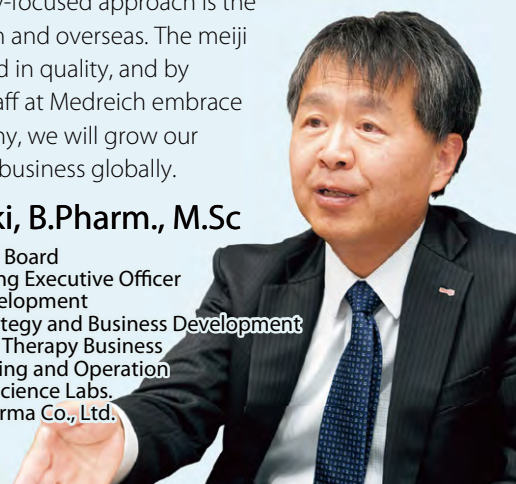 y-focused approach is the
n and overseas. The meiji
d in quality, and by
aff at Medreich embrace
ny, we will grow our
business globally.
ki, B.Pharm., M.Sc
Board
ng Executive Officer
elopment
tegy and Business Development
Therapy Business
ing and Operation
cience Labs.
rma Co., Ltd.